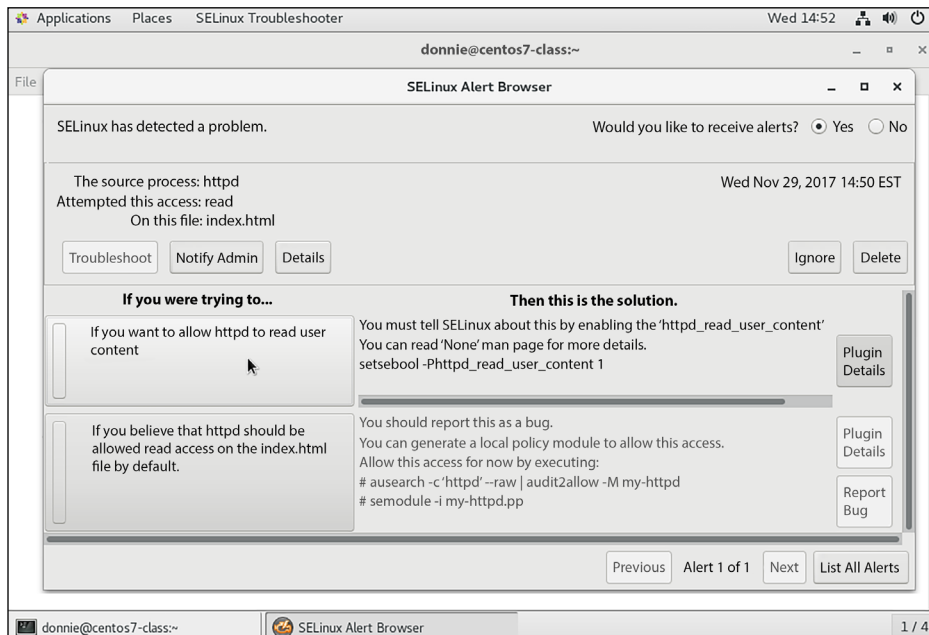 Applications Places SELinux Troubleshooter Wed 14:52
donnie@centos7-class:~
File
SELinux Alert Browser
SELinux has detected a problem. Would you like to receive alerts? Yes No
The source process: httpd Wed Nov 29, 2017 14:50 EST
Attempted this access: read
On this file: index.html
Troubleshoot Notify Admin Details Ignore Delete
If you were trying to... Then this is the solution.
If you want to allow httpd to read user
content
You must tell SELinux about this by enabling the 'httpd_read_user_content'
You can read 'None' man page for more details.
setsebool -Phttpd_read_user_content 1
Plugin
Details
If you believe that httpd should be
allowed read access on the index.html
file by default.
You should report this as a bug.
You can generate a local policy module to allow this access.
Allow this access for now by executing:
# ausearch -c 'httpd' --raw | audit2allow -M my-httpd
# semodule -i my-httpd.pp
Plugin
Details
Report
Bug
Previous Alert 1 of 1 Next List All Alerts
donnie@centos7-class:~ SELinux Alert Browser 1 / 4